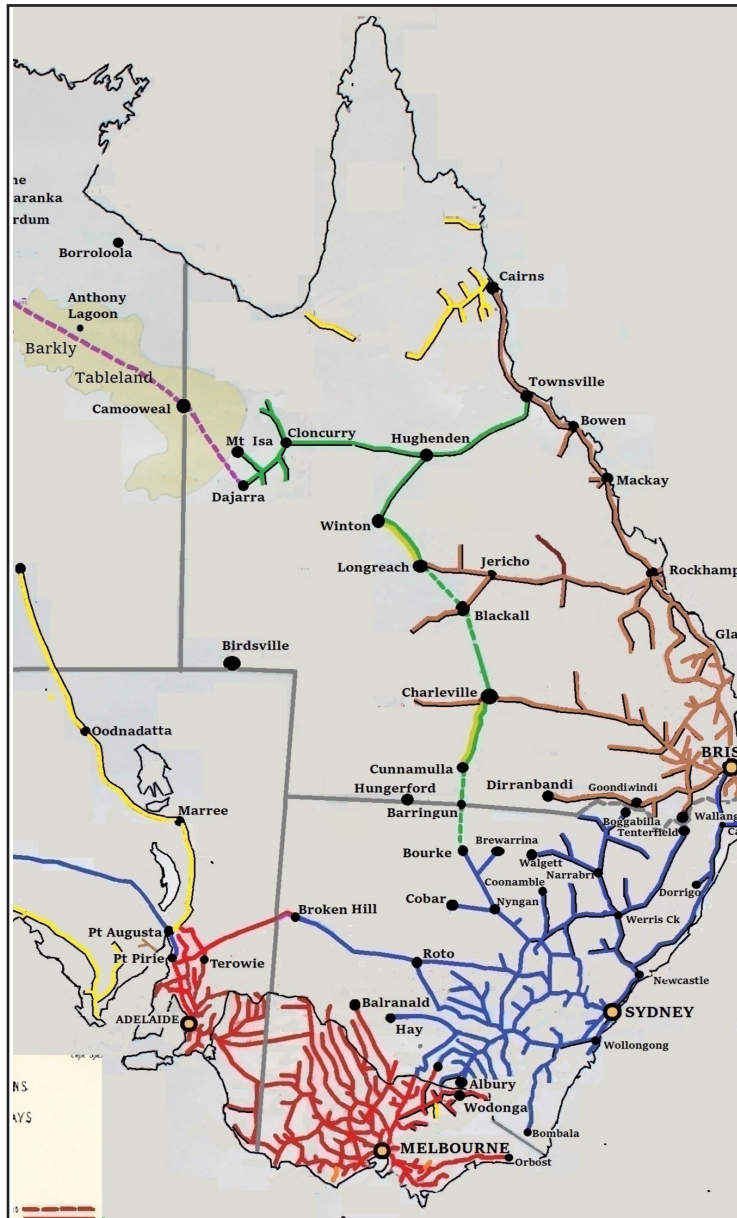 ne
aranka
rdum
Borroloola
Cairns
Anthony
Lagoon
Barkly
Tableland
Townsville
Camooweal
Bowen
Cloncurry
Mt Isa
Hughenden
Mackay
Dajarra
Winton
Longreach
Jericho
Rockhamp
Blackall
Gla
Birdsville
Charleville
Oodnadatta
BRIS
Cunnamulla
Hungerford
Dirranbandi
Goondiwindi
Barringun
Marree
Boggabilla
Wallang
Tenterfield
Ca
Brewarrina
Bourke
Walgett
Coonamble
Narrabri
Dorrigo
Cobar
Nyngan
Broken Hill
Werris Ck
Pt Augusta
Roto
Pt Pirie
Terowie
Newcastle
Balranald
SYDNEY
ADELAIDE
Hay
Wollongong
Albury
Wodonga
NS
AYS
Bombala
MELBOURNE
Orbost